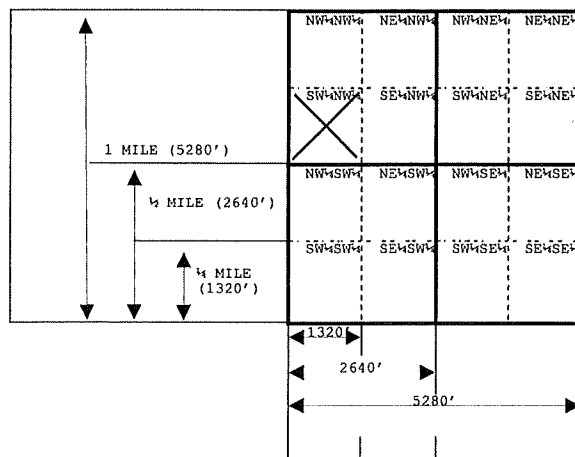 NW¼NW¼ NE¼NW¼ NW¼NE¼ NE¼NE¼
SW¼NW¼ SE¼NW¼ SW¼NE¼ SE¼NE¼
1 MILE (5280')
NW¼SW¼ NE¼SW¼ NW¼SE¼ NE¼SE¼
½ MILE (2640')
SW¼SW¼ SE¼SW¼ SW¼SE¼ SE¼SE¼
¼ MILE
(1320')
1320'
2640'
5280'